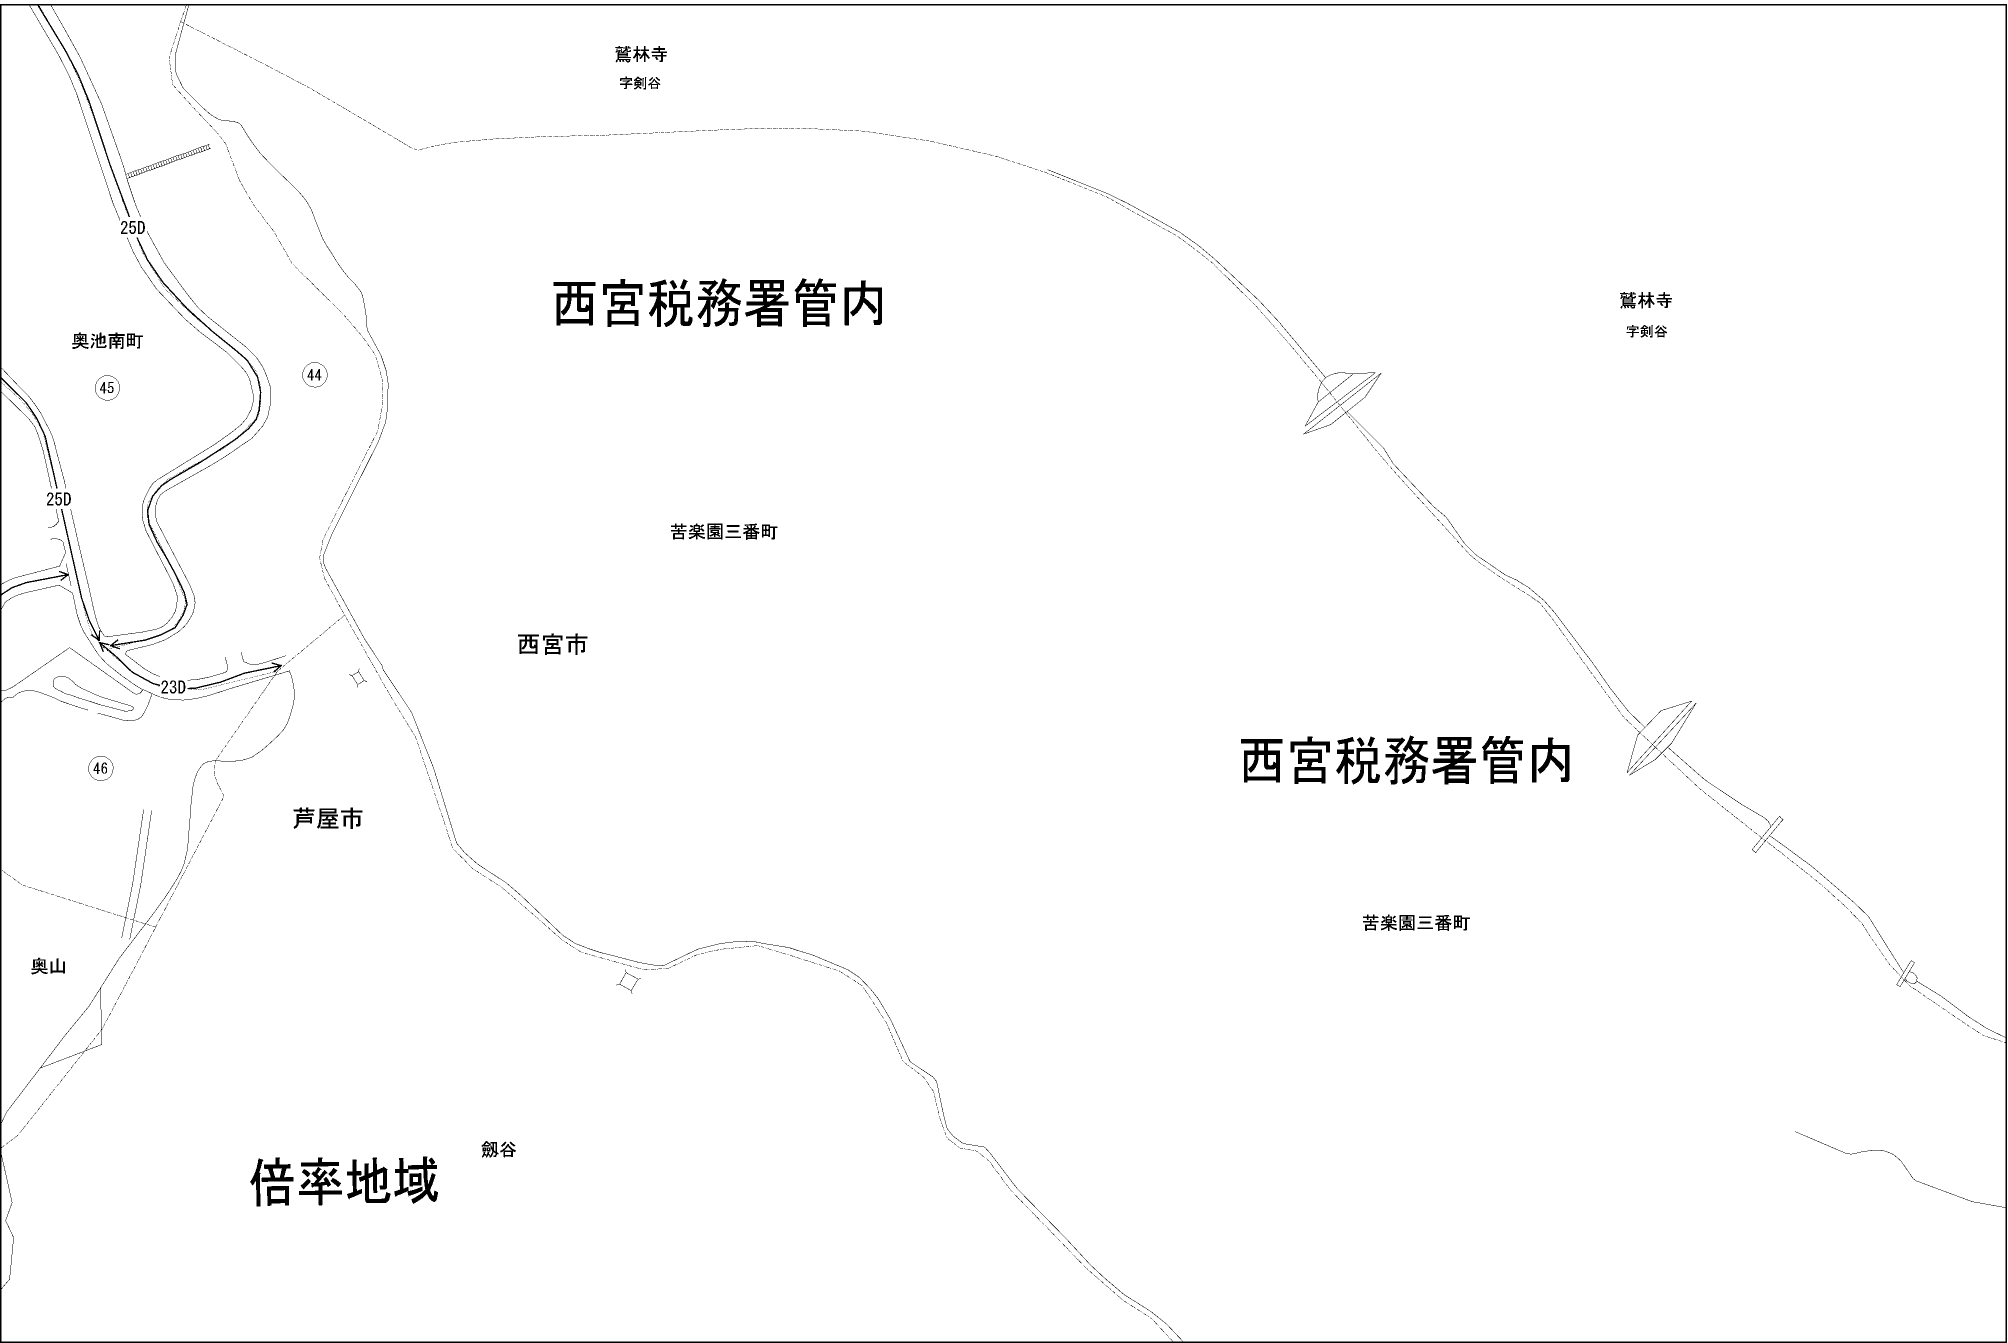 鷲林寺
字剣谷
25D
西宮税務署管内
鷲林寺
字剣谷
奥池南町
44
45
25D
苦楽園三番町
西宮市
23D
西宮税務署管内
46
芦屋市
苦楽園三番町
奥山
劔谷
倍率地域